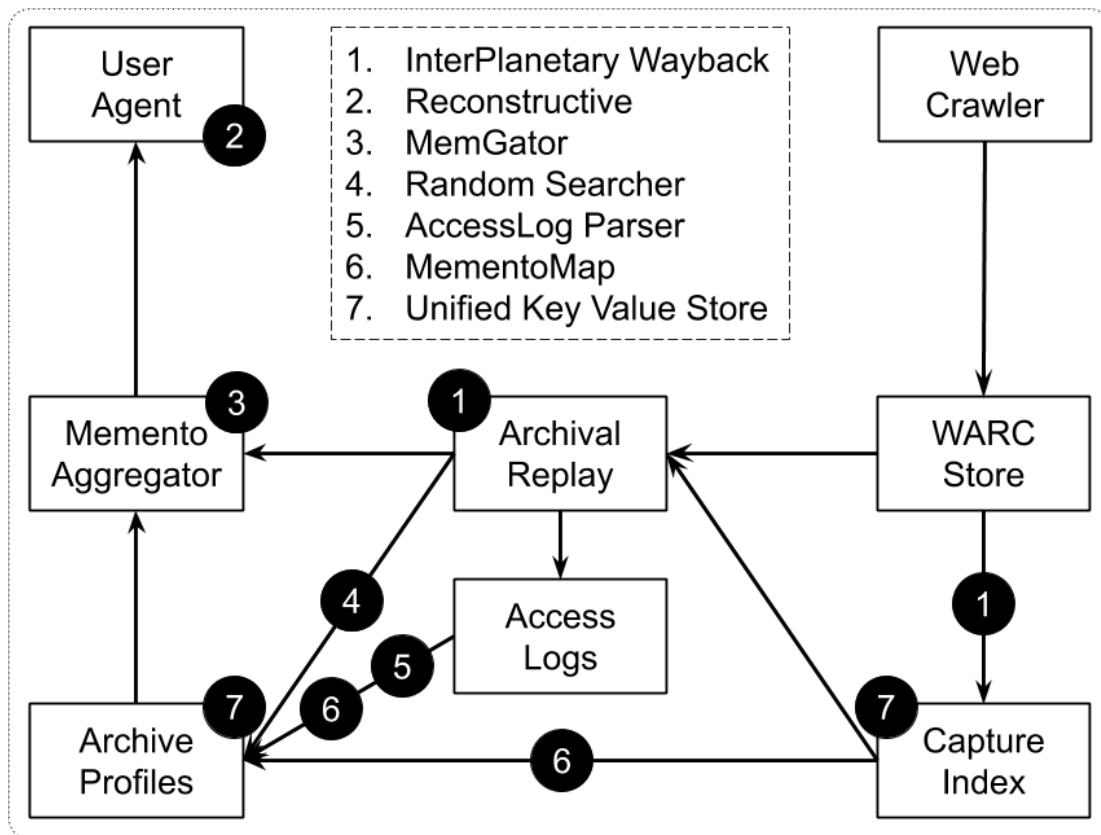 User
Agent
2
1. InterPlanetary Wayback
2. Reconstructive
3. MemGator
4. Random Searcher
5. AccessLog Parser
6. MementoMap
7. Unified Key Value Store
Web
Crawler
Memento
Aggregator
3
1
Archival
Replay
WARC
Store
4
Access
Logs
5
6
1
Archive
Profiles
7
6
7
Capture
Index